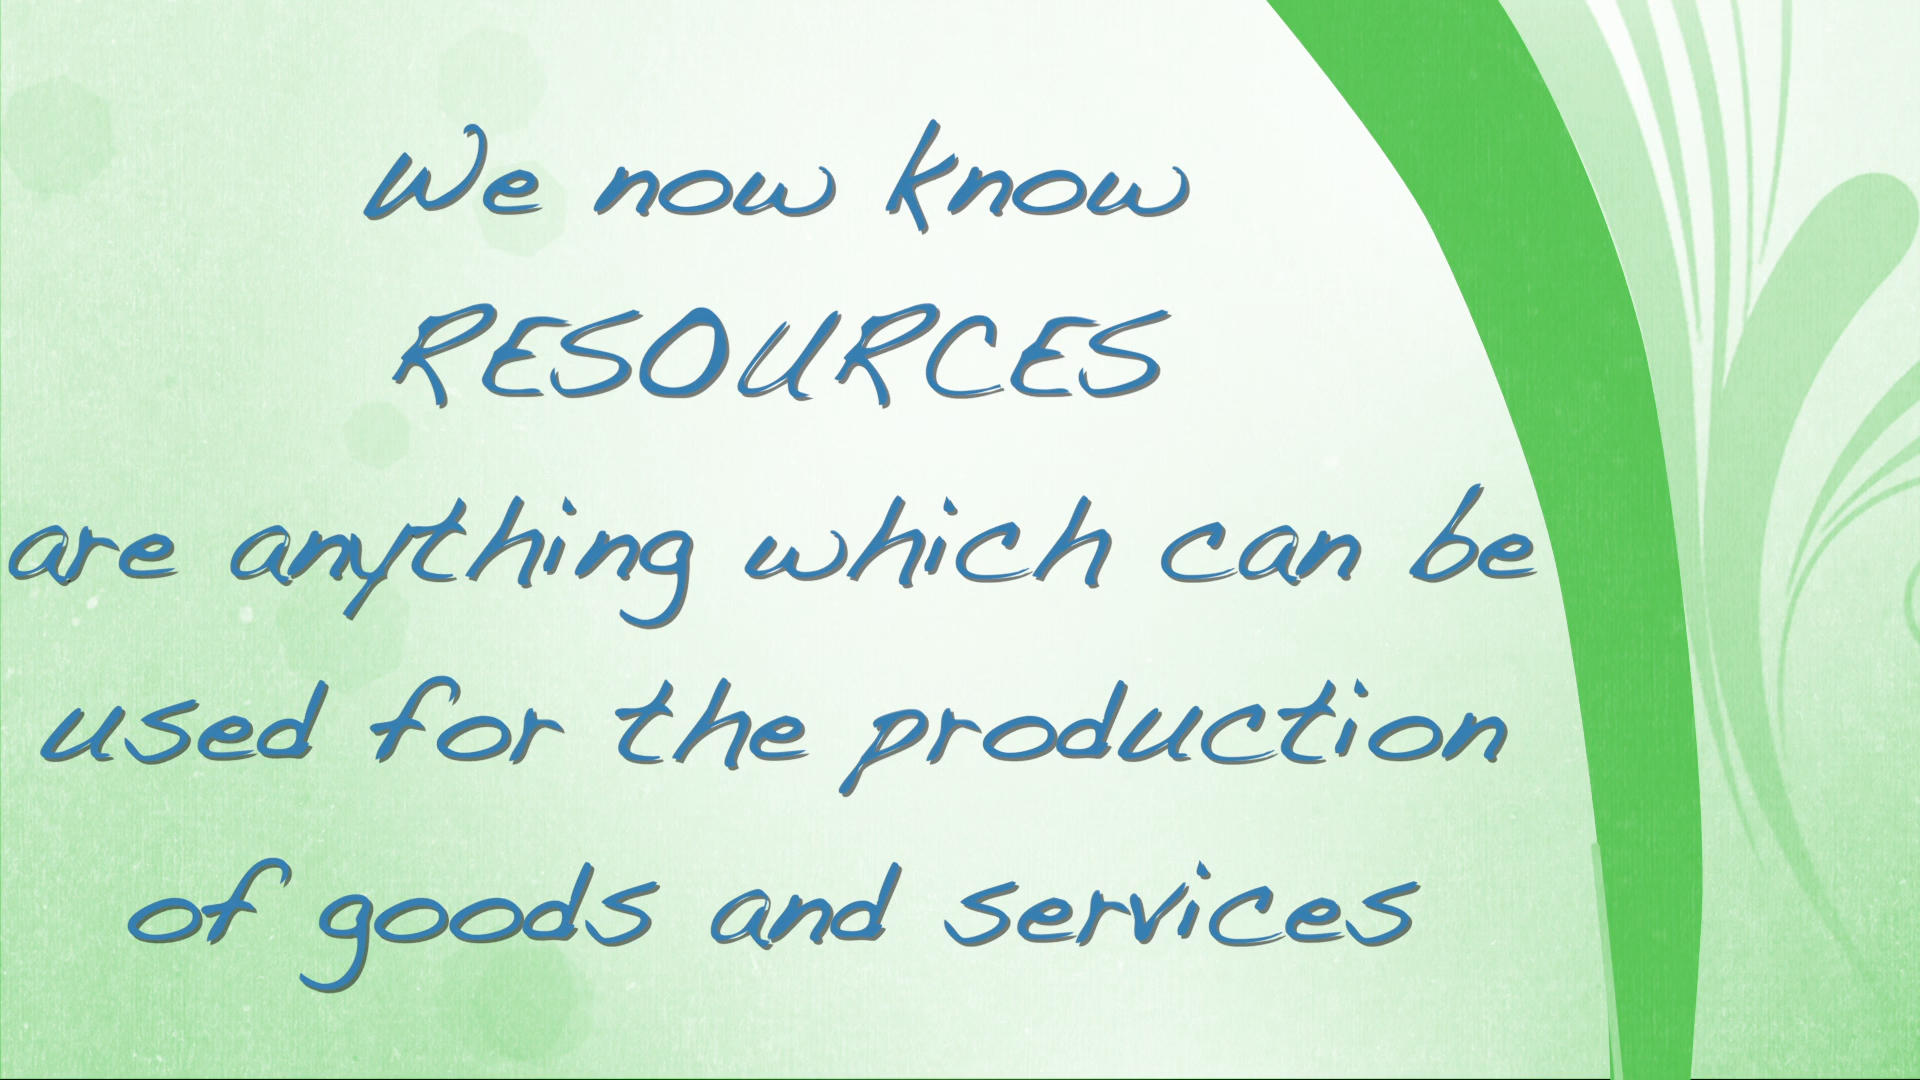 We now know
RESOURCES
are anything which can be
used for the production
of goods and services